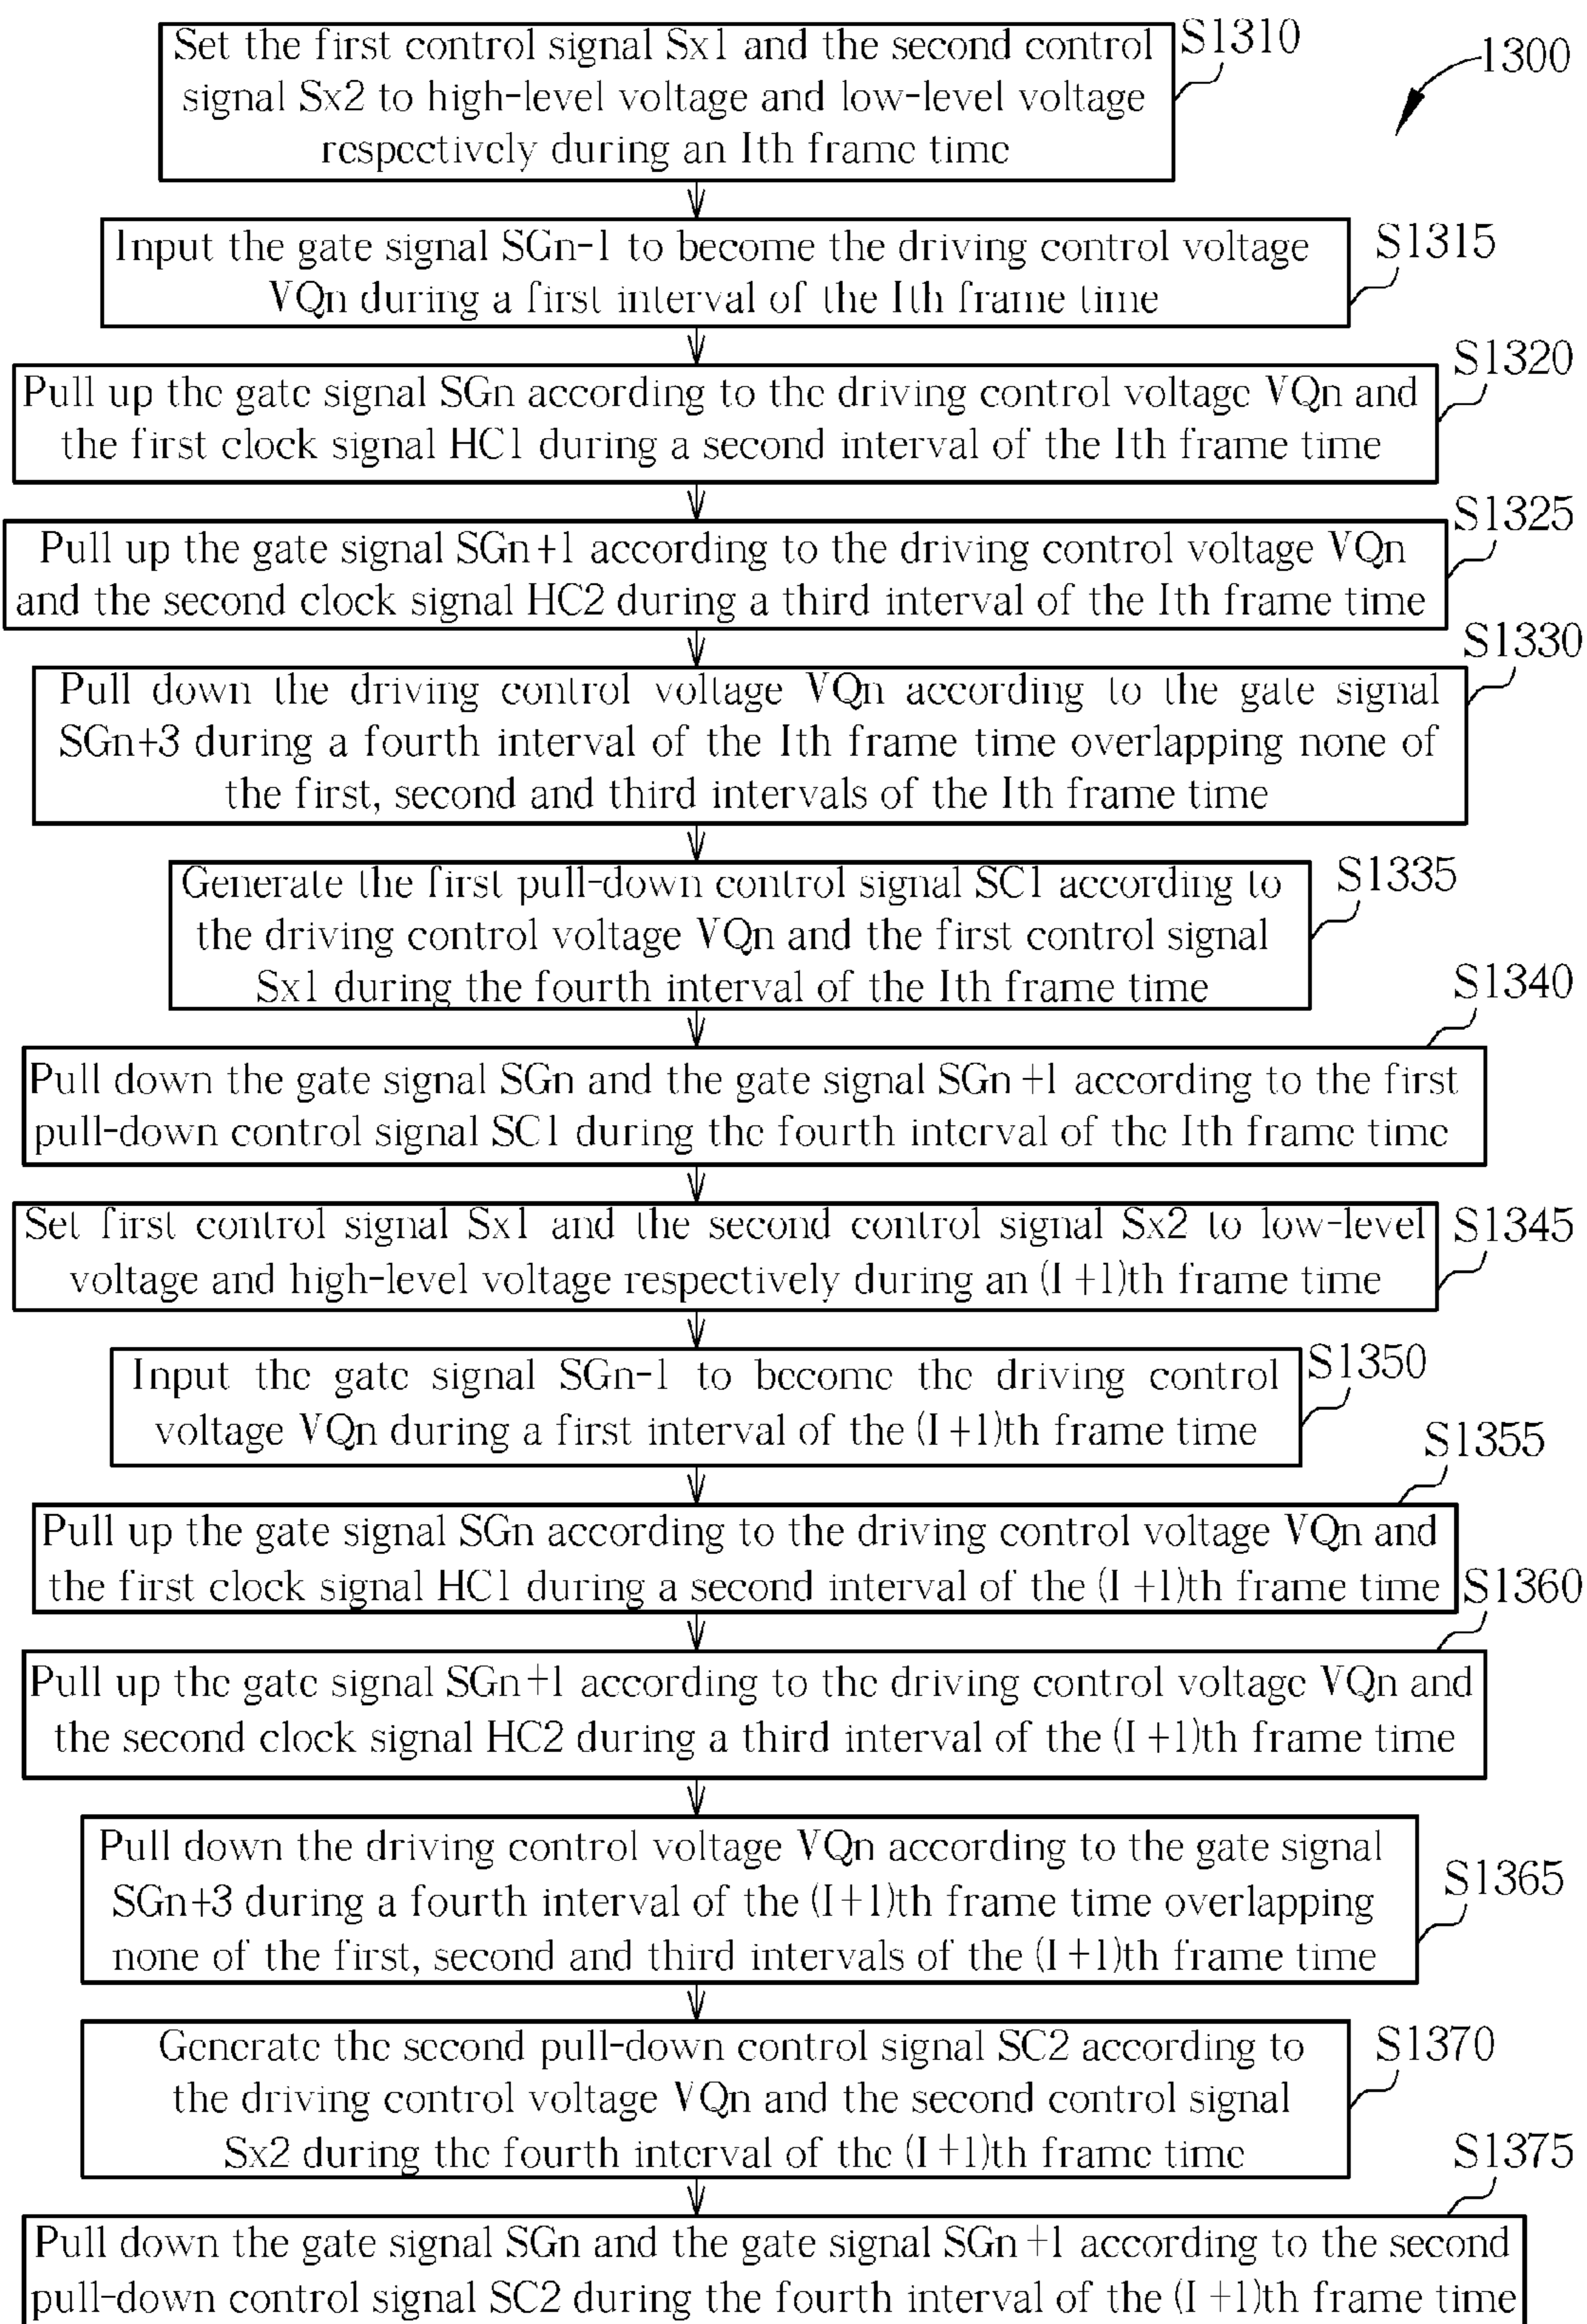 Set the first control signal Sx1 and the second control
signal Sx2 to high-level voltage and low-level voltage
respectively during an Ith frame time
S1310
1300
Input the gate signal SGn-1 to become the driving control voltage
VQn during a first interval of the Ith frame time
S1315
Pull up the gate signal SGn according to the driving control voltage VQn and
the first clock signal HC1 during a second interval of the Ith frame time
S1320
Pull up the gate signal SGn+1 according to the driving control voltage VQn
and the second clock signal HC2 during a third interval of the Ith frame time
S1325
Pull down the driving control voltage VQn according to the gate signal
SGn+3 during a fourth interval of the Ith frame time overlapping none of
the first, second and third intervals of the Ith frame time
S1330
Generate the first pull-down control signal SC1 according to
the driving control voltage VQn and the first control signal
Sx1 during the fourth interval of the Ith frame time
S1335
Pull down the gate signal SGn and the gate signal SGn+1 according to the first
pull-down control signal SC1 during the fourth interval of the Ith frame time
S1340
Set first control signal Sx1 and the second control signal Sx2 to low-level
voltage and high-level voltage respectively during an (I+1)th frame time
S1345
Input the gate signal SGn-1 to become the driving control
voltage VQn during a first interval of the (I+1)th frame time
S1350
Pull up the gate signal SGn according to the driving control voltage VQn and
the first clock signal HC1 during a second interval of the (I+1)th frame time
S1355
Pull up the gate signal SGn+1 according to the driving control voltage VQn and
the second clock signal HC2 during a third interval of the (I+1)th frame time
S1360
Pull down the driving control voltage VQn according to the gate signal
SGn+3 during a fourth interval of the (I+1)th frame time overlapping
none of the first, second and third intervals of the (I+1)th frame time
S1365
Generate the second pull-down control signal SC2 according to
the driving control voltage VQn and the second control signal
Sx2 during the fourth interval of the (I+1)th frame time
S1370
Pull down the gate signal SGn and the gate signal SGn+1 according to the second
pull-down control signal SC2 during the fourth interval of the (I+1)th frame time
S1375